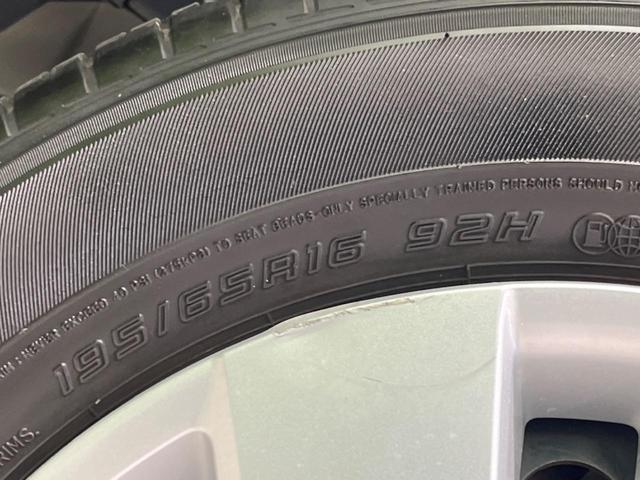 : NEVER EXCEED 40 PSI (275KPA) TO SEAT BEADS-ONLY SPECIALLY TRAINED PERSONS SHOULD
195/65R16 92H
RIMS.